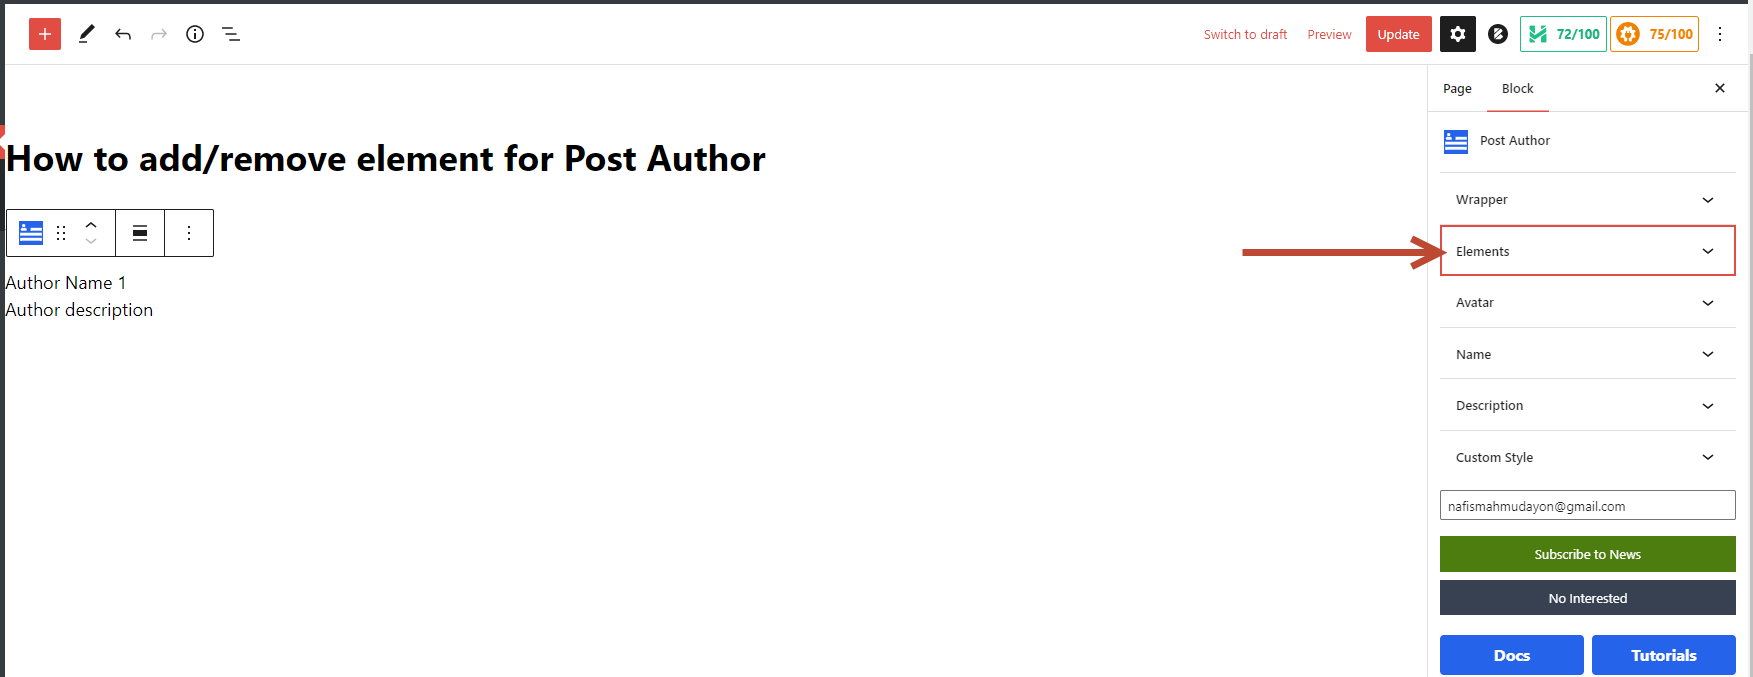 Switch to draft Preview Update 72/100 75/100
Page Block
Post Author
How to add/remove element for Post Author
Author Name 1
Author description
Wrapper
Elements
Avatar
Name
Description
Custom Style
nafismahmudayon@gmail.com
Subscribe to News
No Interested
Docs Tutorials